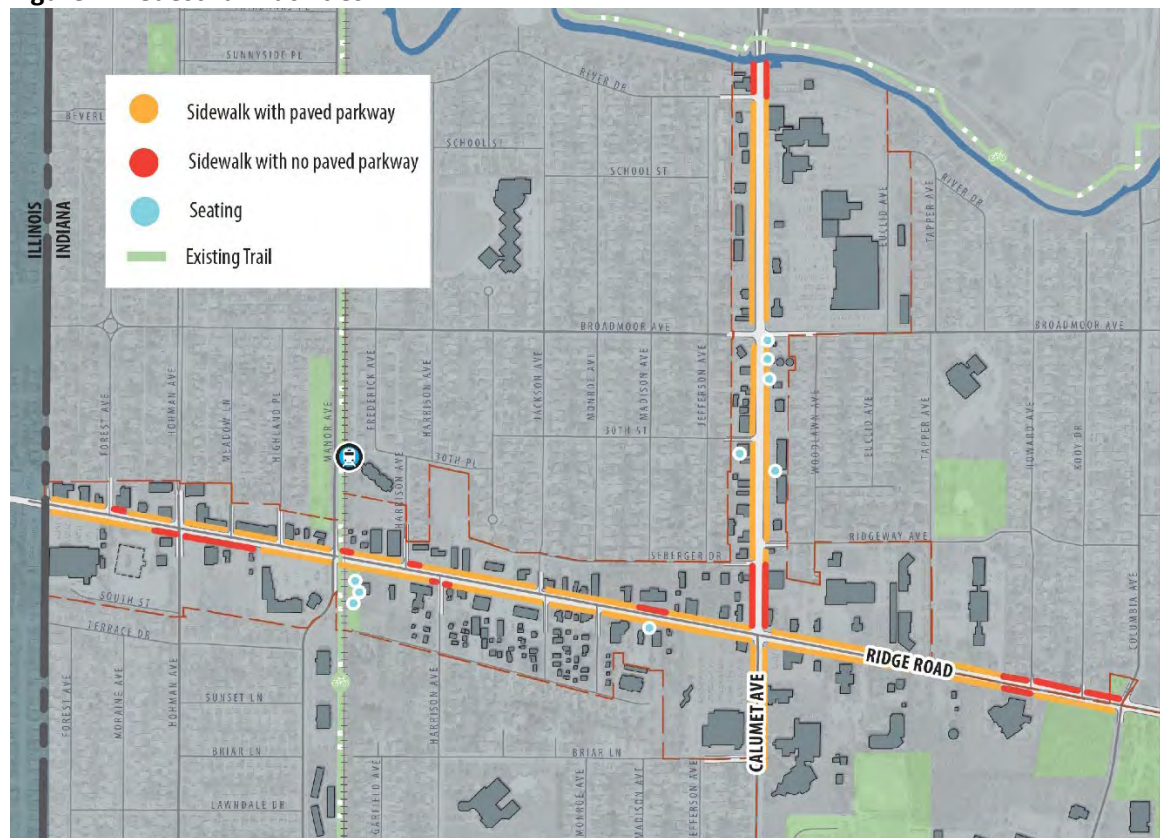 SUNNYSIDE PL
RIVER DR
Sidewalk with paved parkway
Sidewalk with no paved parkway
Seating
Existing Trail
SCHOOL ST
SCHOOL ST
ILLINOIS
INDIANA
EUCLID AVE
TAPPER AVE
RIVER DR
BROADMOOR AVE
BROADMOOR AVE
FOREST AVE
HOHMAN AVE
MEADOW LN
HIGHLAND PL
MANOR AVE
FREDERICK AVE
HARRISON AVE
JACKSON AVE
MONROE AVE
MADISON AVE
JEFFERSON AVE
WOODLAWN AVE
EUCLID AVE
TAPPER AVE
HOWARD AVE
KOOY DR
30TH ST
30TH PL
HARRISON AVE
SEBERGER DR
RIDGEWAY AVE
COLUMBIA AVE
SOUTH ST
TERRACE DR
RIDGE ROAD
CALUMET AVE
FOREST AVE
MORAINE AVE
HOHMAN AVE
SUNSET LN
HARRISON AVE
BRIAR LN
BRIAR LN
LAWNDALE DR
GARFIELD AVE
MONROE AVE
MADISON AVE
JEFFERSON AVE